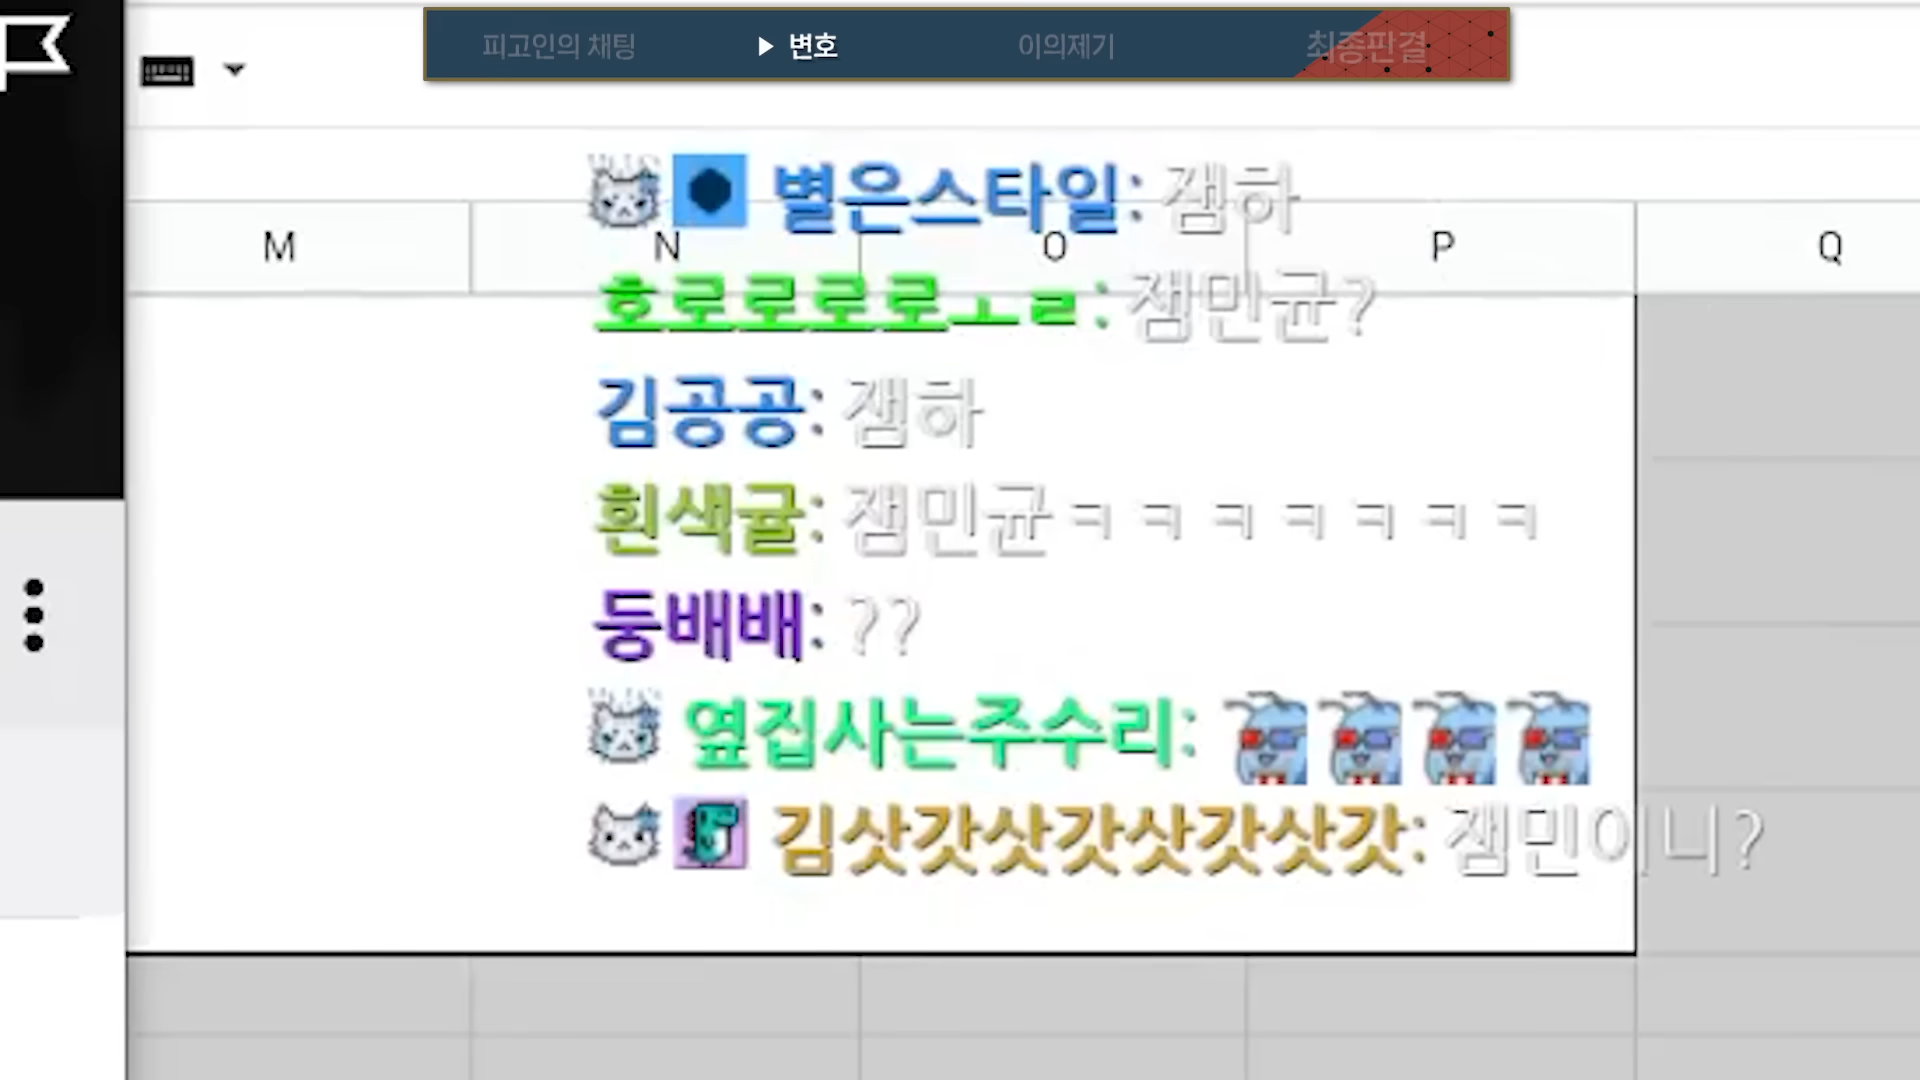 피고인의 채팅 ▶ 변호 이의제기 최종판결
별은스타일: 잼하
M N O P Q
호로로로로ㅗㄹ: 잼민균?
김공공: 잼하
흰색귤: 잼민균ㅋㅋㅋㅋㅋㅋㅋ
둥배배: ??
옆집사는주수리:
김삿갓삿갓삿갓삿갓: 잼민이니?